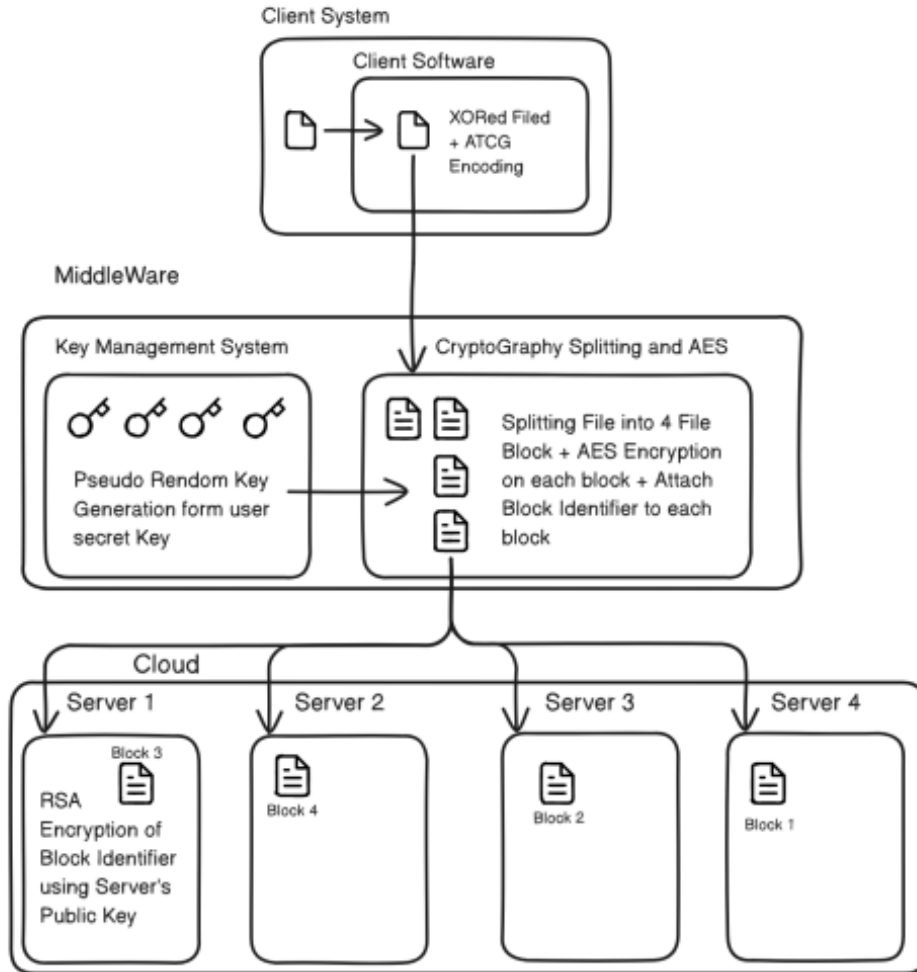 Client System
Client Software
XORed Filed
+ ATCG
Encoding
MiddleWare
Key Management System
CryptoGraphy Splitting and AES
Pseudo Rendom Key
Generation form user
secret Key
Splitting File into 4 File
Block + AES Encryption
on each block + Attach
Block Identifier to each
block
Cloud
Server 1
Server 2
Server 3
Server 4
Block 3
RSA
Encryption of
Block Identifier
using Server's
Public Key
Block 4
Block 2
Block 1